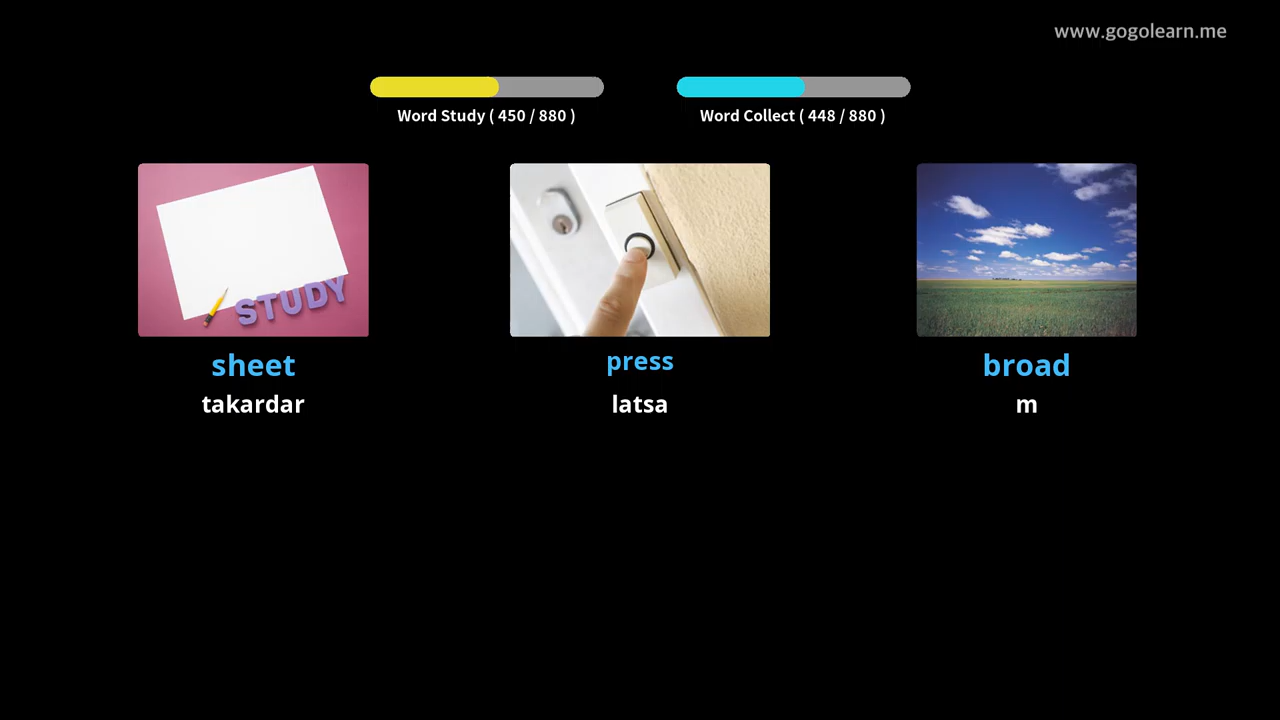 www.gogolearn.me
Word Study ( 450 / 880 )
Word Collect ( 448 / 880 )
STUDY
sheet
press
broad
takardar
latsa
m